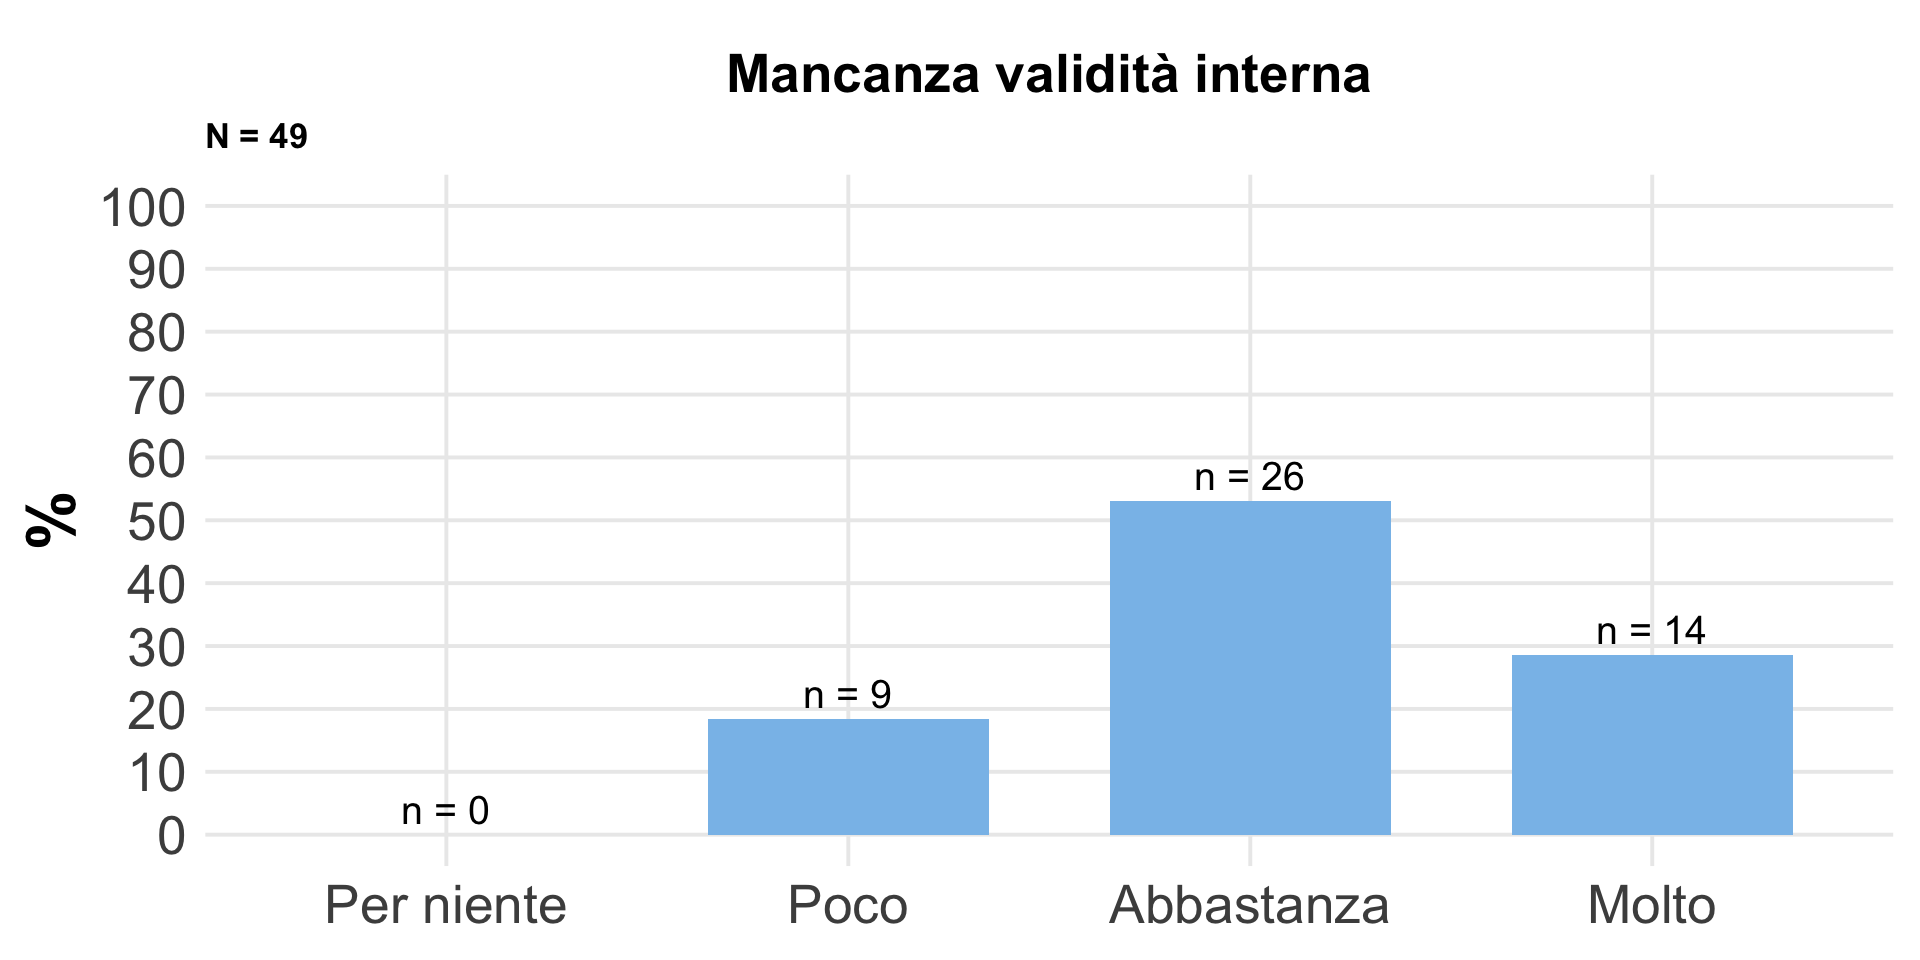 Mancanza validità interna
N = 49
%
100
90
80
70
60
50
40
30
20
10
0
n = 0
n = 9
n = 26
n = 14
Per niente
Poco
Abbastanza
Molto